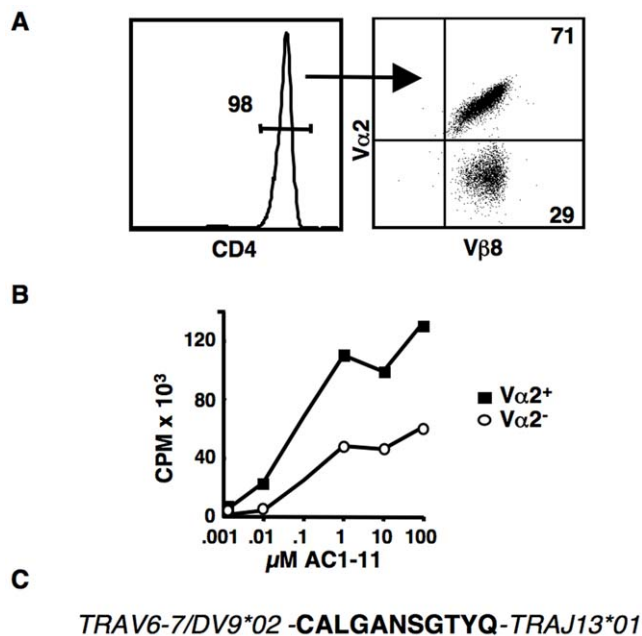 A
98
CD4
71
Vα2
29
Vβ8
B
120
80
40
0
CPM x 10³
.001 .01 .1 1 10 100
µM AC1-11
Vα2⁺
Vα2⁻
C
TRAV6-7/DV9*02 -CALGANSGTYQ-TRAJ13*01